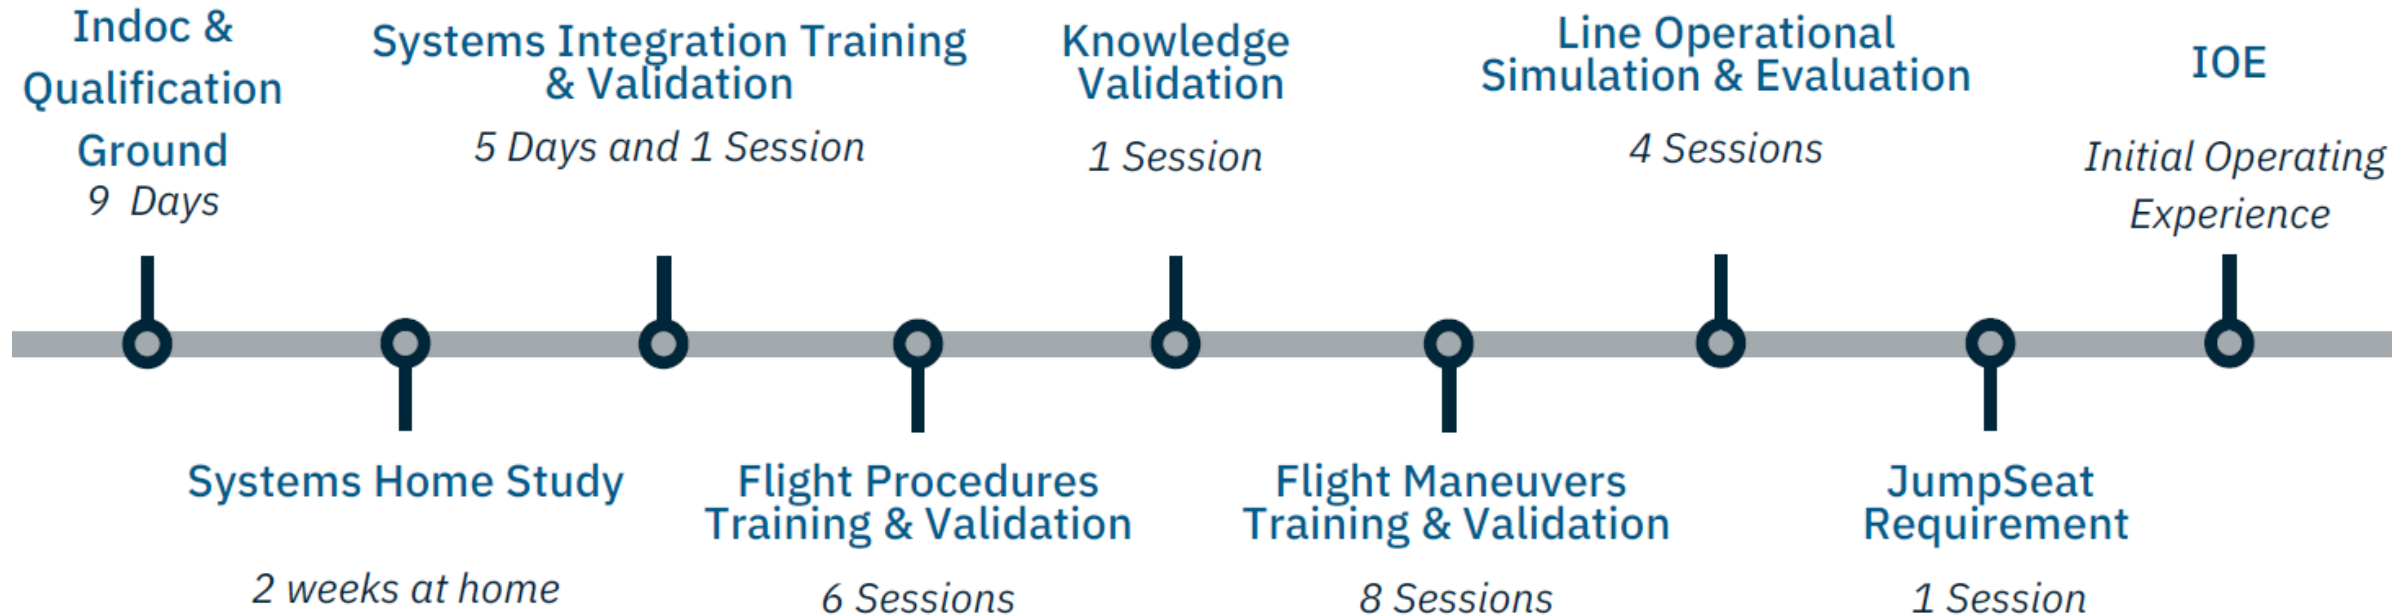 Indoc &
Qualification
Ground
9 Days
Systems Home Study
2 weeks at home
Systems Integration Training
& Validation
5 Days and 1 Session
Flight Procedures
Training & Validation
6 Sessions
Knowledge
Validation
1 Session
Flight Maneuvers
Training & Validation
8 Sessions
Line Operational
Simulation & Evaluation
4 Sessions
JumpSeat
Requirement
1 Session
IOE
Initial Operating
Experience